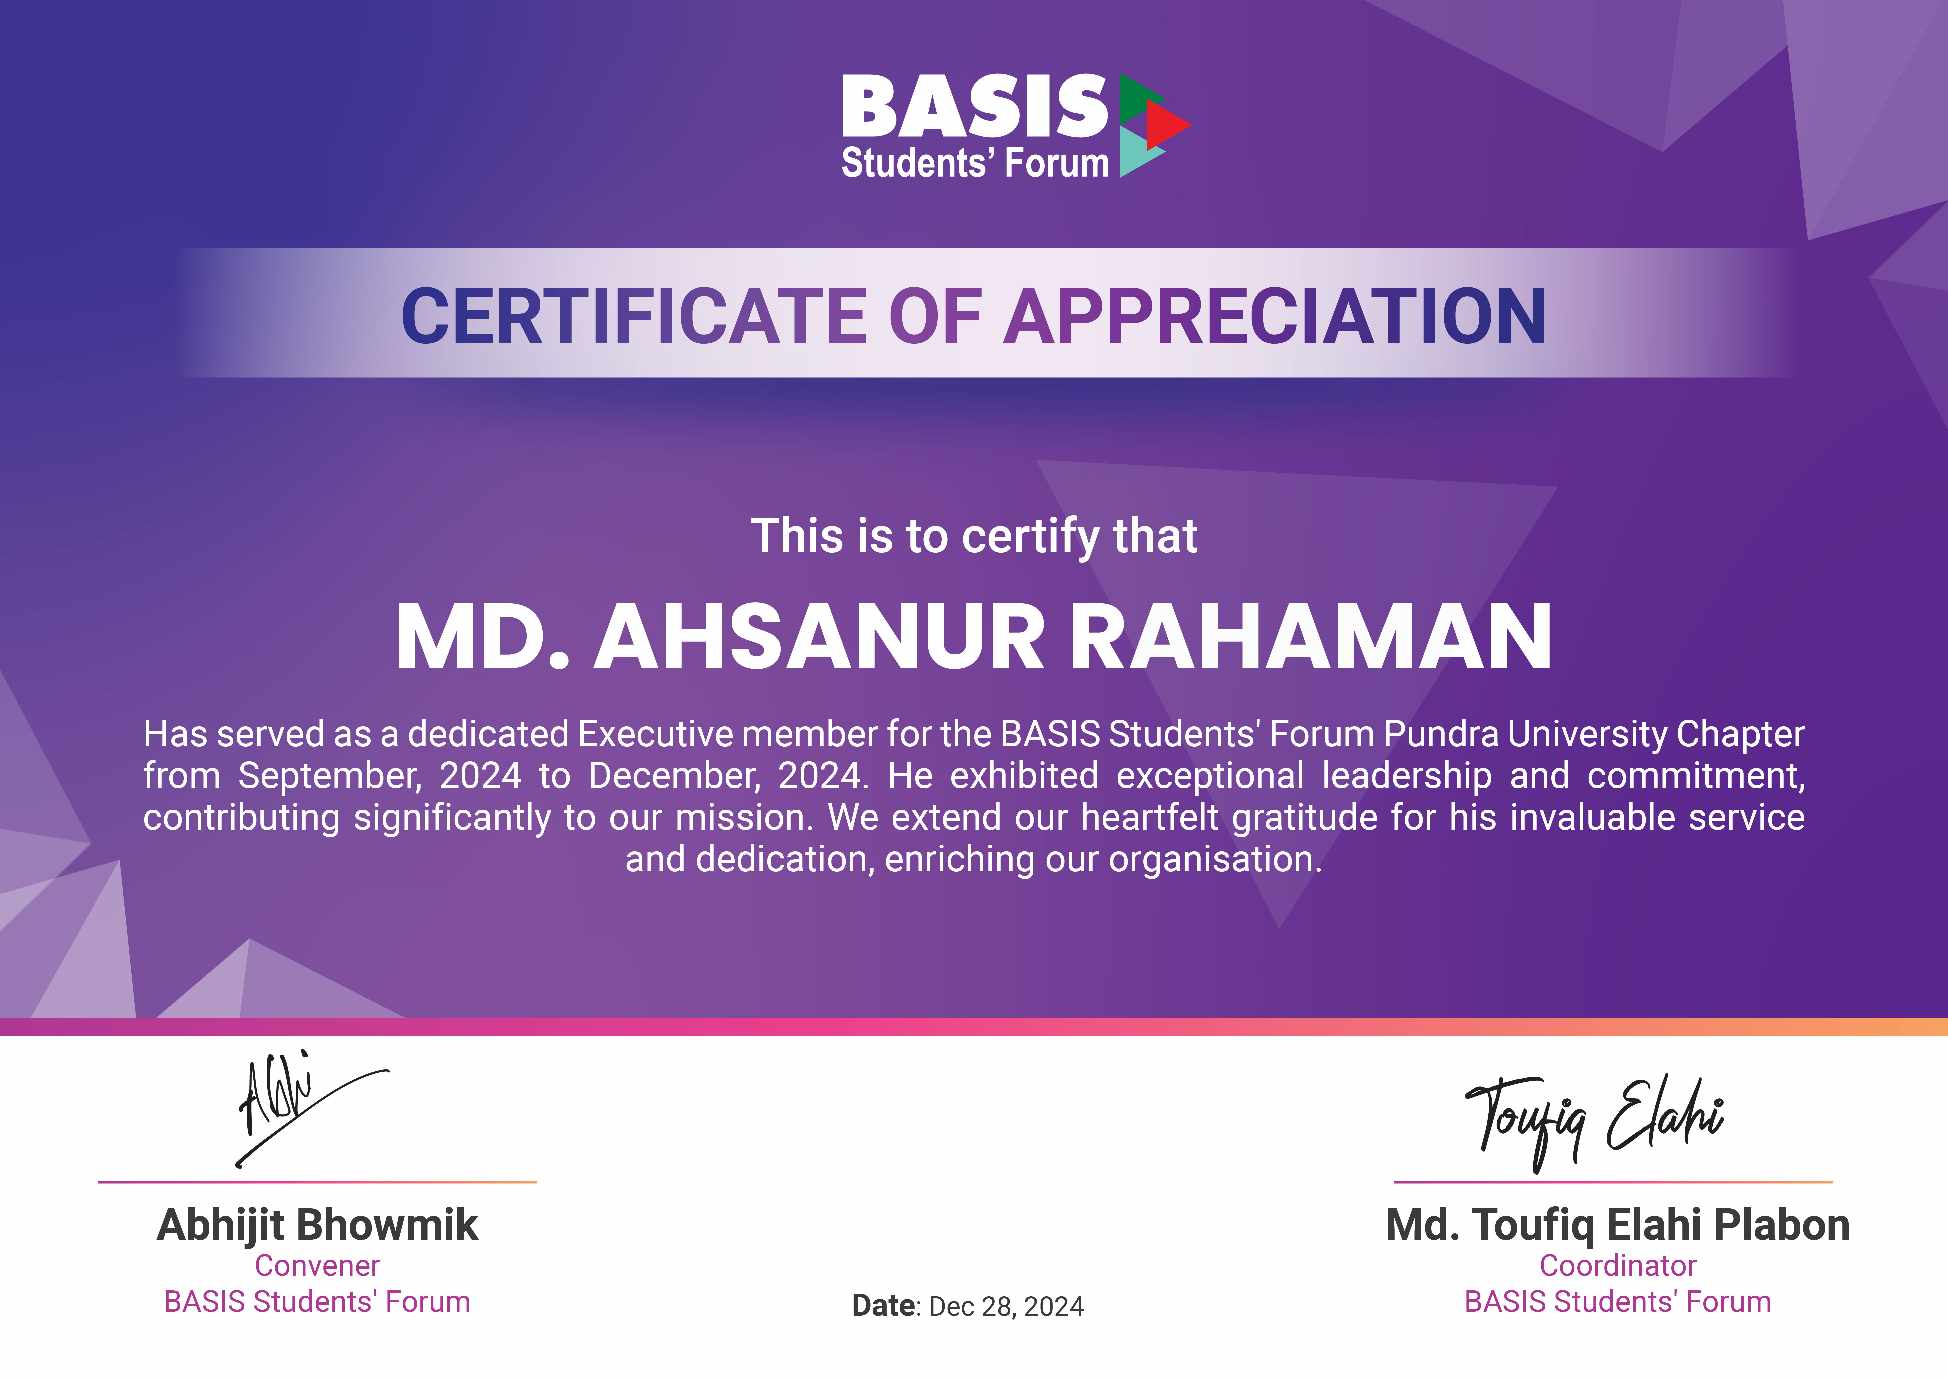 BASIS
Students’ Forum
CERTIFICATE OF APPRECIATION
This is to certify that
MD. AHSANUR RAHAMAN
Has served as a dedicated Executive member for the BASIS Students' Forum Pundra University Chapter
from September, 2024 to December, 2024. He exhibited exceptional leadership and commitment,
contributing significantly to our mission. We extend our heartfelt gratitude for his invaluable service
and dedication, enriching our organisation.
Abhi
Toufiq Elahi
Abhijit Bhowmik
Convener
BASIS Students' Forum
Date: Dec 28, 2024
Md. Toufiq Elahi Plabon
Coordinator
BASIS Students' Forum